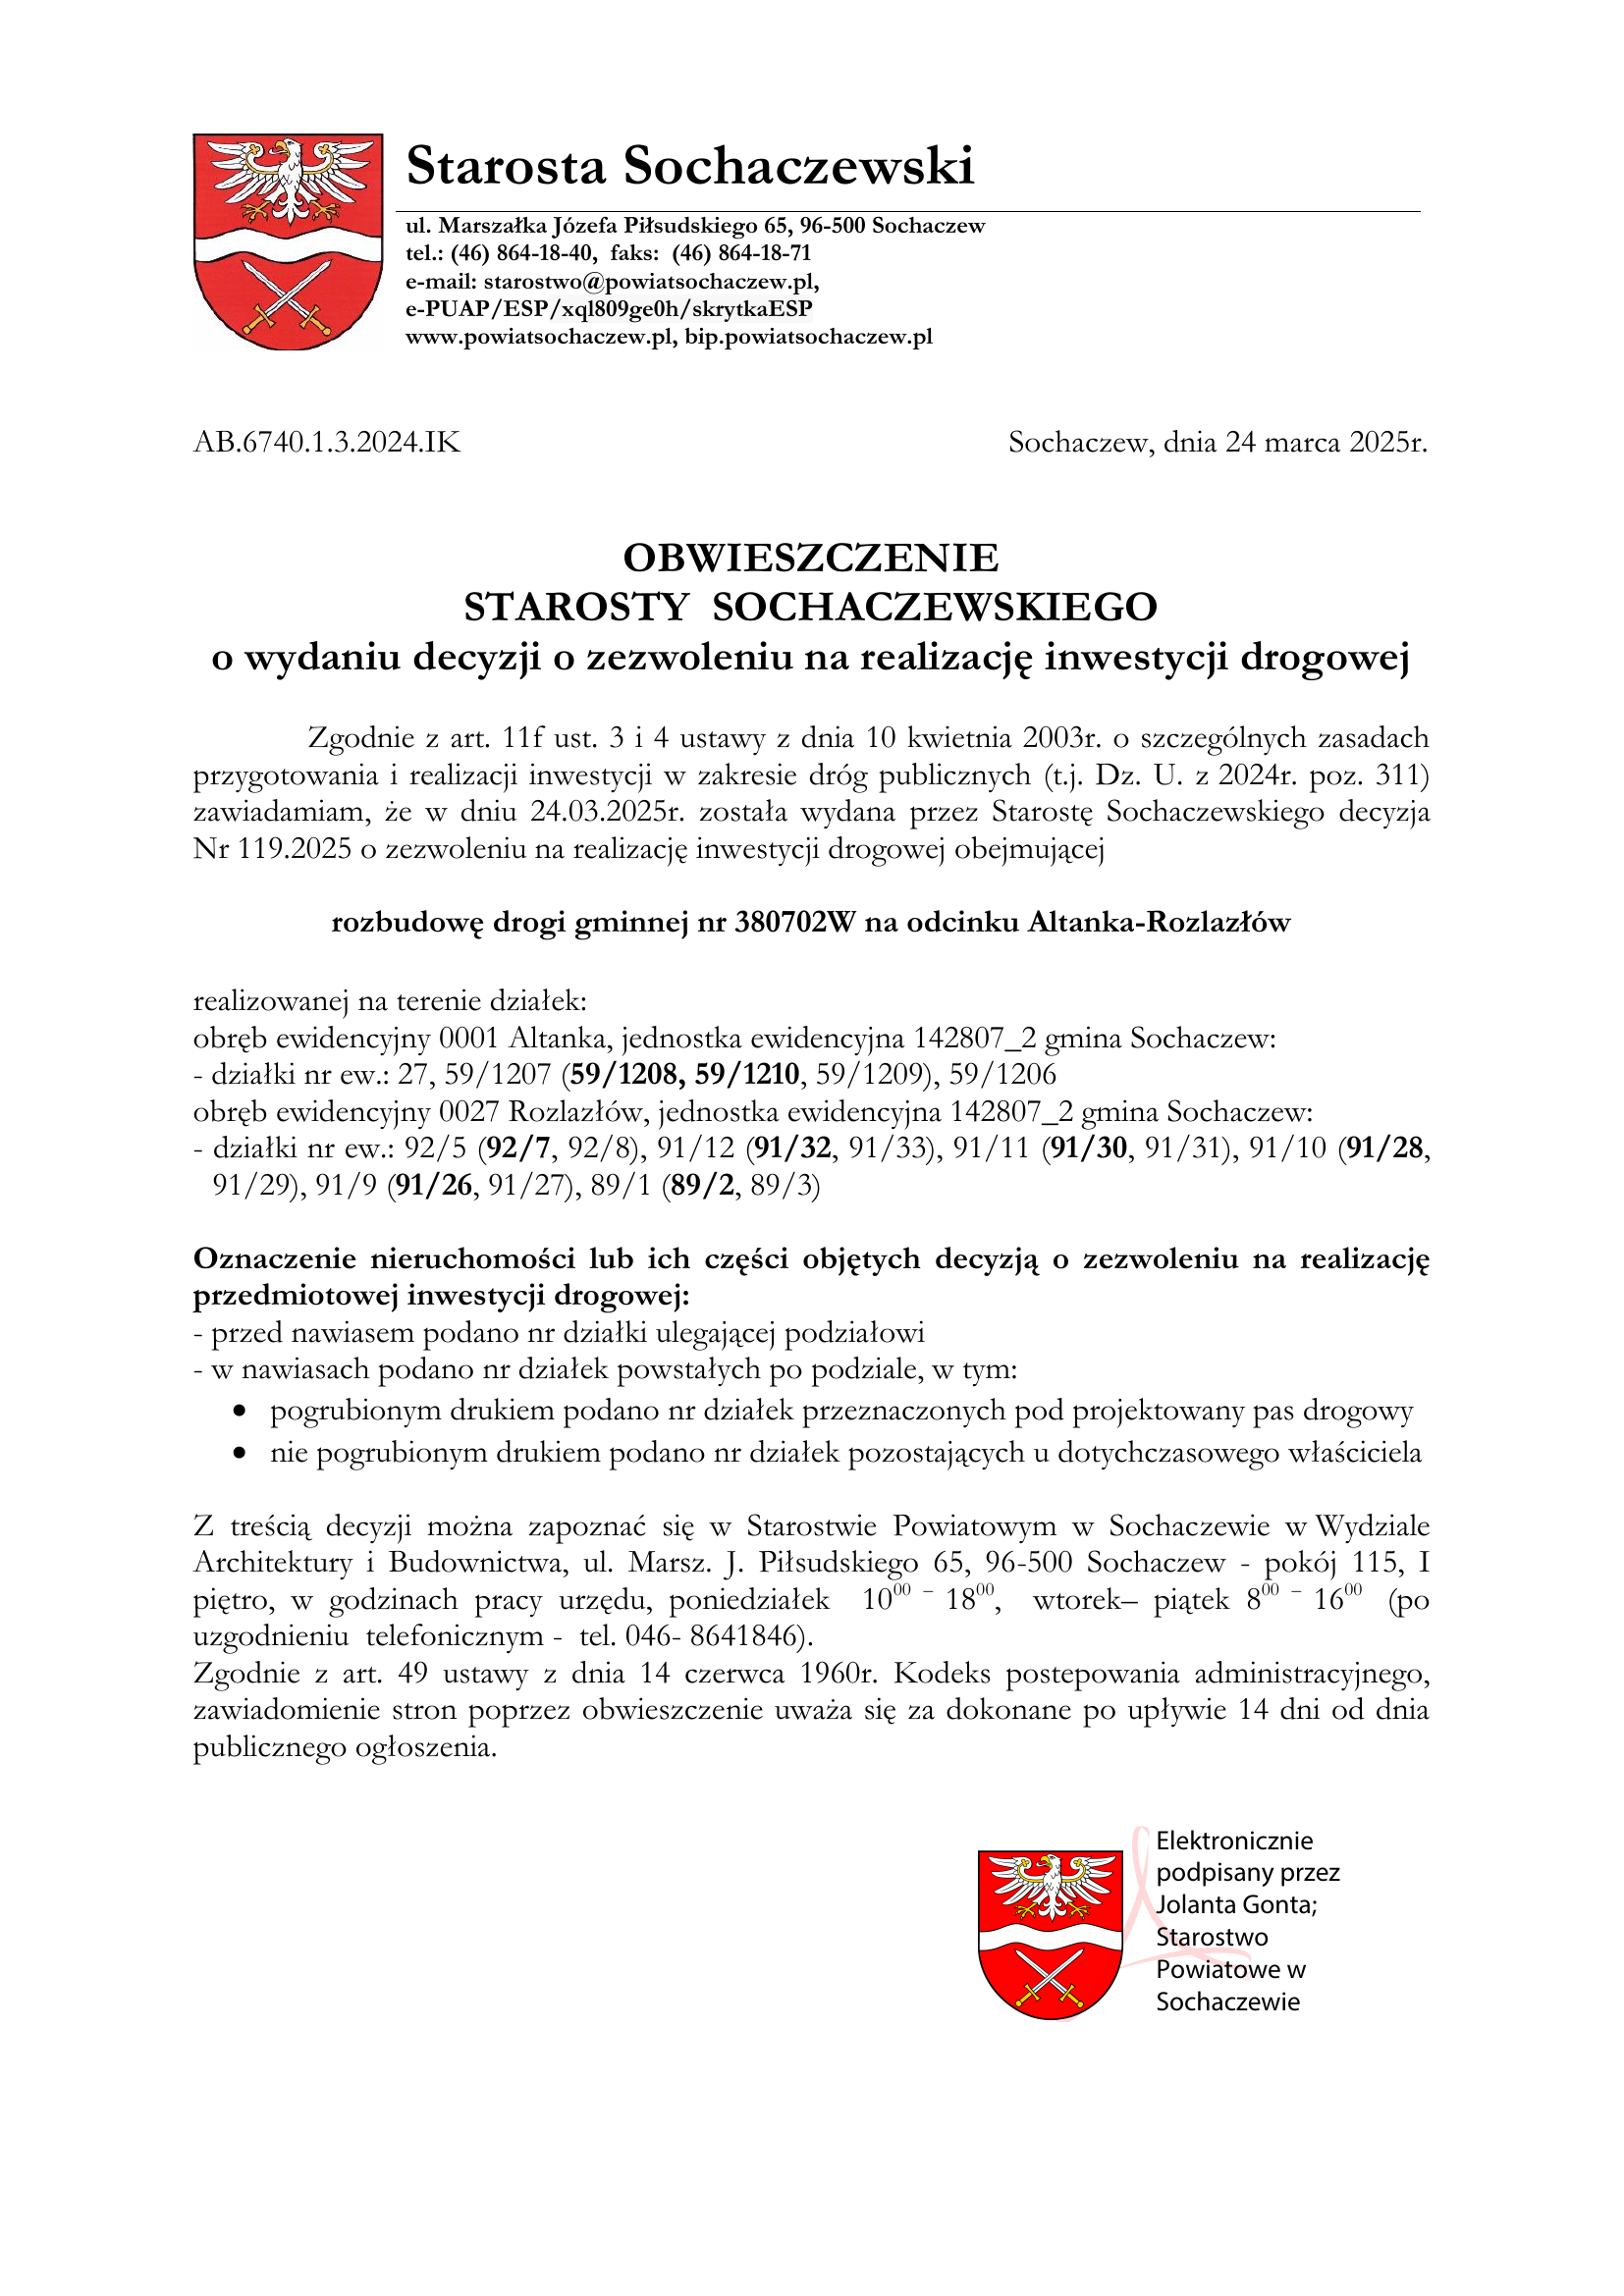 Starosta Sochaczewski
ul. Marszałka Józefa Piłsudskiego 65, 96-500 Sochaczew
tel.: (46) 864-18-40, faks: (46) 864-18-71
e-mail: starostwo@powiatsochaczew.pl,
e-PUAP/ESP/xql809ge0h/skrytkaESP
www.powiatsochaczew.pl, bip.powiatsochaczew.pl
AB.6740.1.3.2024.IK Sochaczew, dnia 24 marca 2025r.
OBWIESZCZENIE
STAROSTY SOCHACZEWSKIEGO
o wydaniu decyzji o zezwoleniu na realizację inwestycji drogowej
Zgodnie z art. 11f ust. 3 i 4 ustawy z dnia 10 kwietnia 2003r. o szczególnych zasadach
przygotowania i realizacji inwestycji w zakresie dróg publicznych (t.j. Dz. U. z 2024r. poz. 311)
zawiadamiam, że w dniu 24.03.2025r. została wydana przez Starostę Sochaczewskiego decyzja
Nr 119.2025 o zezwoleniu na realizację inwestycji drogowej obejmującej
rozbudowę drogi gminnej nr 380702W na odcinku Altanka-Rozlazłów
realizowanej na terenie działek:
obręb ewidencyjny 0001 Altanka, jednostka ewidencyjna 142807_2 gmina Sochaczew:
- działki nr ew.: 27, 59/1207 (59/1208, 59/1210, 59/1209), 59/1206
obręb ewidencyjny 0027 Rozlazłów, jednostka ewidencyjna 142807_2 gmina Sochaczew:
- działki nr ew.: 92/5 (92/7, 92/8), 91/12 (91/32, 91/33), 91/11 (91/30, 91/31), 91/10 (91/28,
91/29), 91/9 (91/26, 91/27), 89/1 (89/2, 89/3)
Oznaczenie nieruchomości lub ich części objętych decyzją o zezwoleniu na realizację
przedmiotowej inwestycji drogowej:
- przed nawiasem podano nr działki ulegającej podziałowi
- w nawiasach podano nr działek powstałych po podziale, w tym:
• pogrubionym drukiem podano nr działek przeznaczonych pod projektowany pas drogowy
• nie pogrubionym drukiem podano nr działek pozostających u dotychczasowego właściciela
Z treścią decyzji można zapoznać się w Starostwie Powiatowym w Sochaczewie w Wydziale
Architektury i Budownictwa, ul. Marsz. J. Piłsudskiego 65, 96-500 Sochaczew - pokój 115, I
piętro, w godzinach pracy urzędu, poniedziałek 10⁰⁰ ⁻ 18⁰⁰, wtorek– piątek 8⁰⁰ ⁻ 16⁰⁰ (po
uzgodnieniu telefonicznym - tel. 046- 8641846).
Zgodnie z art. 49 ustawy z dnia 14 czerwca 1960r. Kodeks postepowania administracyjnego,
zawiadomienie stron poprzez obwieszczenie uważa się za dokonane po upływie 14 dni od dnia
publicznego ogłoszenia.
Elektronicznie
podpisany przez
Jolanta Gonta;
Starostwo
Powiatowe w
Sochaczewie